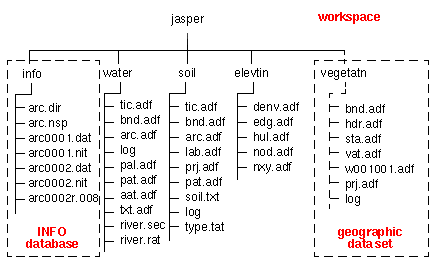 jasper
workspace
info
water
soil
elevtin
vegetatn
arc.dir
arc.nsp
arc0001.dat
arc0001.nit
arc0002.dat
arc0002.nit
arc0002r.008
INFO
database
tic.adf
bnd.adf
arc.adf
log
pal.adf
pat.adf
aat.adf
txt.adf
river.sec
river.rat
tic.adf
bnd.adf
arc.adf
lab.adf
prj.adf
pat.adf
soil.txt
log
type.tat
denv.adf
edg.adf
hul.adf
nod.adf
nxy.adf
bnd.adf
hdr.adf
sta.adf
vat.adf
w001001.adf
prj.adf
log
geographic
data set